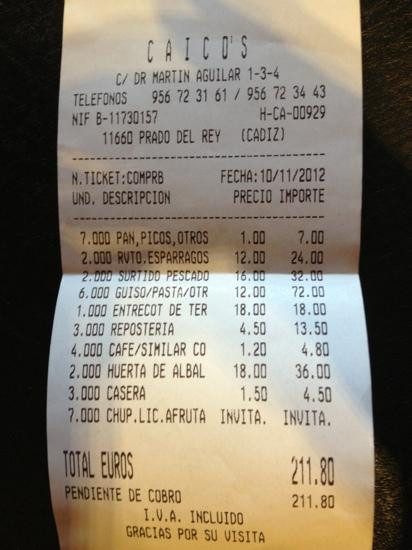 CAICO'S
C/ DR MARTIN AGUILAR 1-3-4
TELEFONOS 956 72 31 61 / 956 72 34 43
NIF B-11730157 H-CA-00929
11660 PRADO DEL REY (CADIZ)
N.TICKET:COMPRB FECHA:10/11/2012
UND. DESCRIPCION PRECIO IMPORTE
7.000 PAN,PICOS,OTROS 1.00 7.00
2.000 RVTO.ESPARRAGOS 12.00 24.00
2.000 SURTIDO PESCADO 16.00 32.00
6.000 GUISO/PASTA/OTR 12.00 72.00
1.000 ENTRECOT DE TER 18.00 18.00
3.000 REPOSTERIA 4.50 13.50
4.000 CAFE/SIMILAR CO 1.20 4.80
2.000 HUERTA DE ALBAL 18.00 36.00
3.000 CASERA 1.50 4.50
7.000 CHUP.LIC.AFRUTA INVITA. INVITA.
TOTAL EUROS 211.80
PENDIENTE DE COBRO 211.80
I.V.A. INCLUIDO
GRACIAS POR SU VISITA